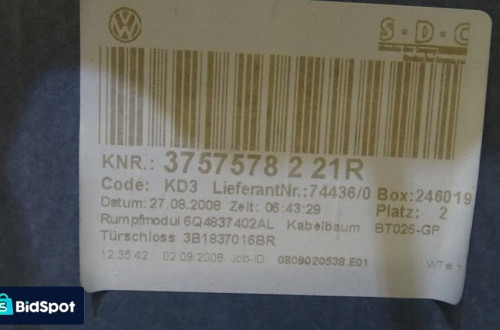 S·D·C
KNR.: 3757578 2 21R
Code: KD3 LieferantNr.:74436/0 Box:246019
Datum: 27.08.2008 Zeit: 06:43:29 Platz: 2
Rumpfmodul 6Q4837402AL Kabelbaum BT025-GP
Türschloss 3B1837016BR
12:35:42 02.09.2008 Job-ID 0809020538.E01
BidSpot